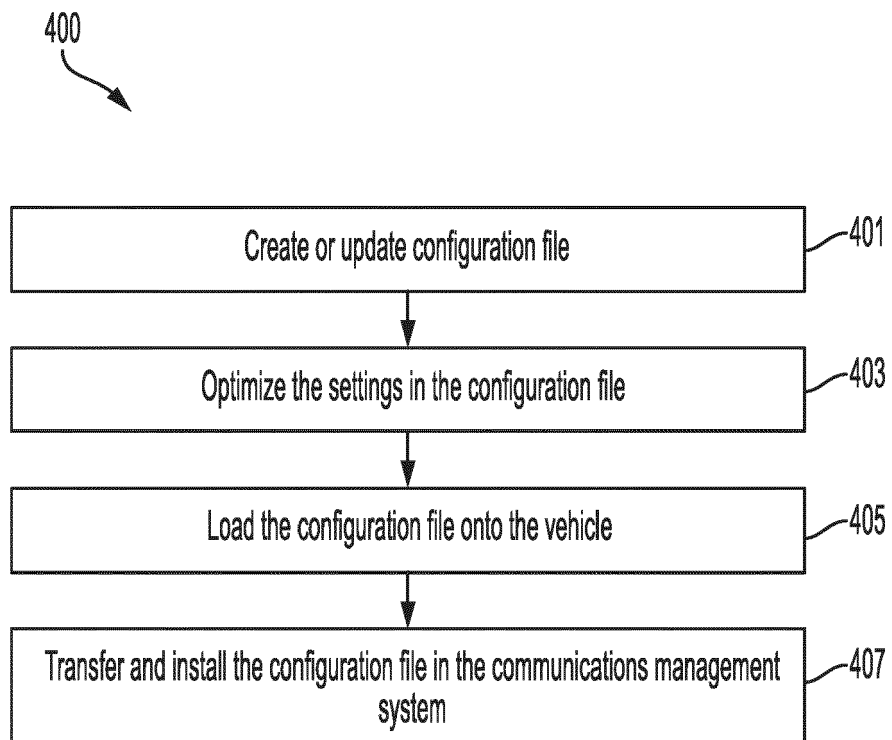 400
Create or update configuration file
401
Optimize the settings in the configuration file
403
Load the configuration file onto the vehicle
405
Transfer and install the configuration file in the communications management
system
407